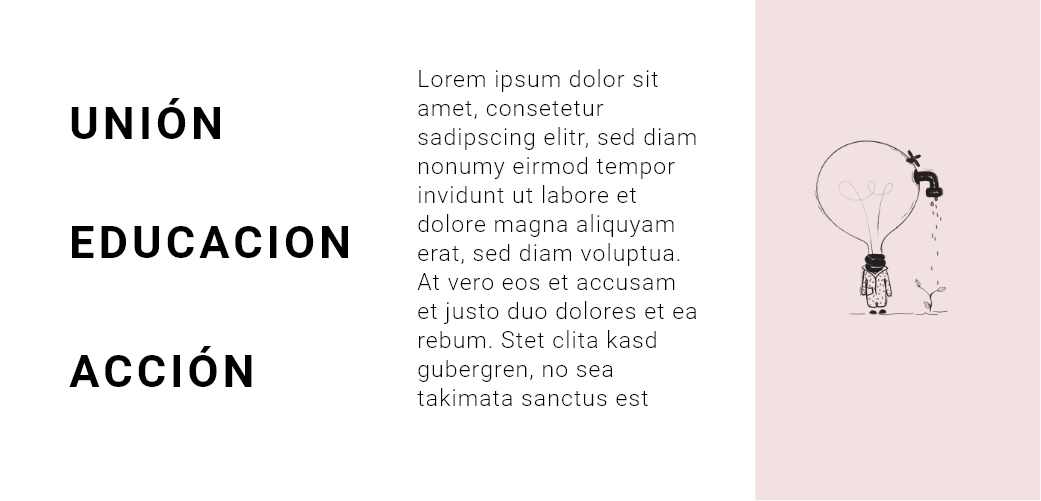 UNIÓN
EDUCACION
ACCIÓN
Lorem ipsum dolor sit
amet, consetetur
sadipscing elitr, sed diam
nonumy eirmod tempor
invidunt ut labore et
dolore magna aliquyam
erat, sed diam voluptua.
At vero eos et accusam
et justo duo dolores et ea
rebum. Stet clita kasd
gubergren, no sea
takimata sanctus est